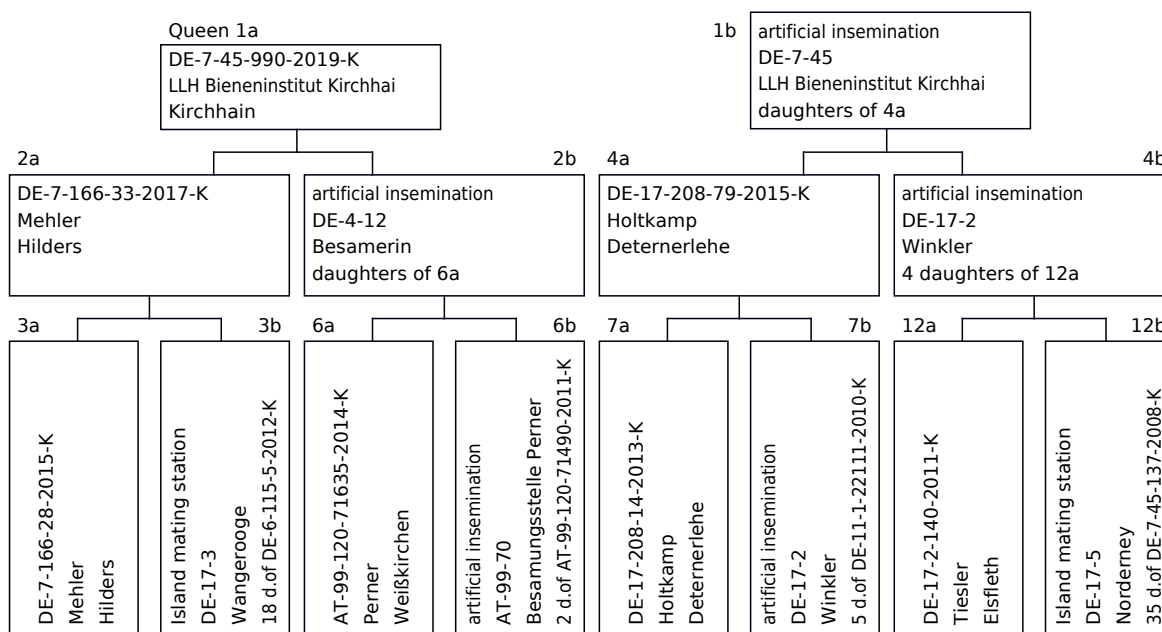 Queen 1a
DE-7-45-990-2019-K
LLH Bieneninstitut Kirchhai
Kirchhain
1b
artificial insemination
DE-7-45
LLH Bieneninstitut Kirchhai
daughters of 4a
2a
DE-7-166-33-2017-K
Mehler
Hilders
2b
artificial insemination
DE-4-12
Besamerin
daughters of 6a
4a
DE-17-208-79-2015-K
Holtkamp
Deternerlehe
4b
artificial insemination
DE-17-2
Winkler
4 daughters of 12a
3a
DE-7-166-28-2015-K
Mehler
Hilders
3b
Island mating station
DE-17-3
Wangerooge
18 d.of DE-6-115-5-2012-K
6a
AT-99-120-71635-2014-K
Perner
Weißkirchen
6b
artificial insemination
AT-99-70
Besamungsstelle Perner
2 d.of AT-99-120-71490-2011-K
7a
DE-17-208-14-2013-K
Holtkamp
Deternerlehe
7b
artificial insemination
DE-17-2
Winkler
5 d.of DE-11-1-22111-2010-K
12a
DE-17-2-140-2011-K
Tiesler
Elsfleth
12b
Island mating station
DE-17-5
Norderney
35 d.of DE-7-45-137-2008-K